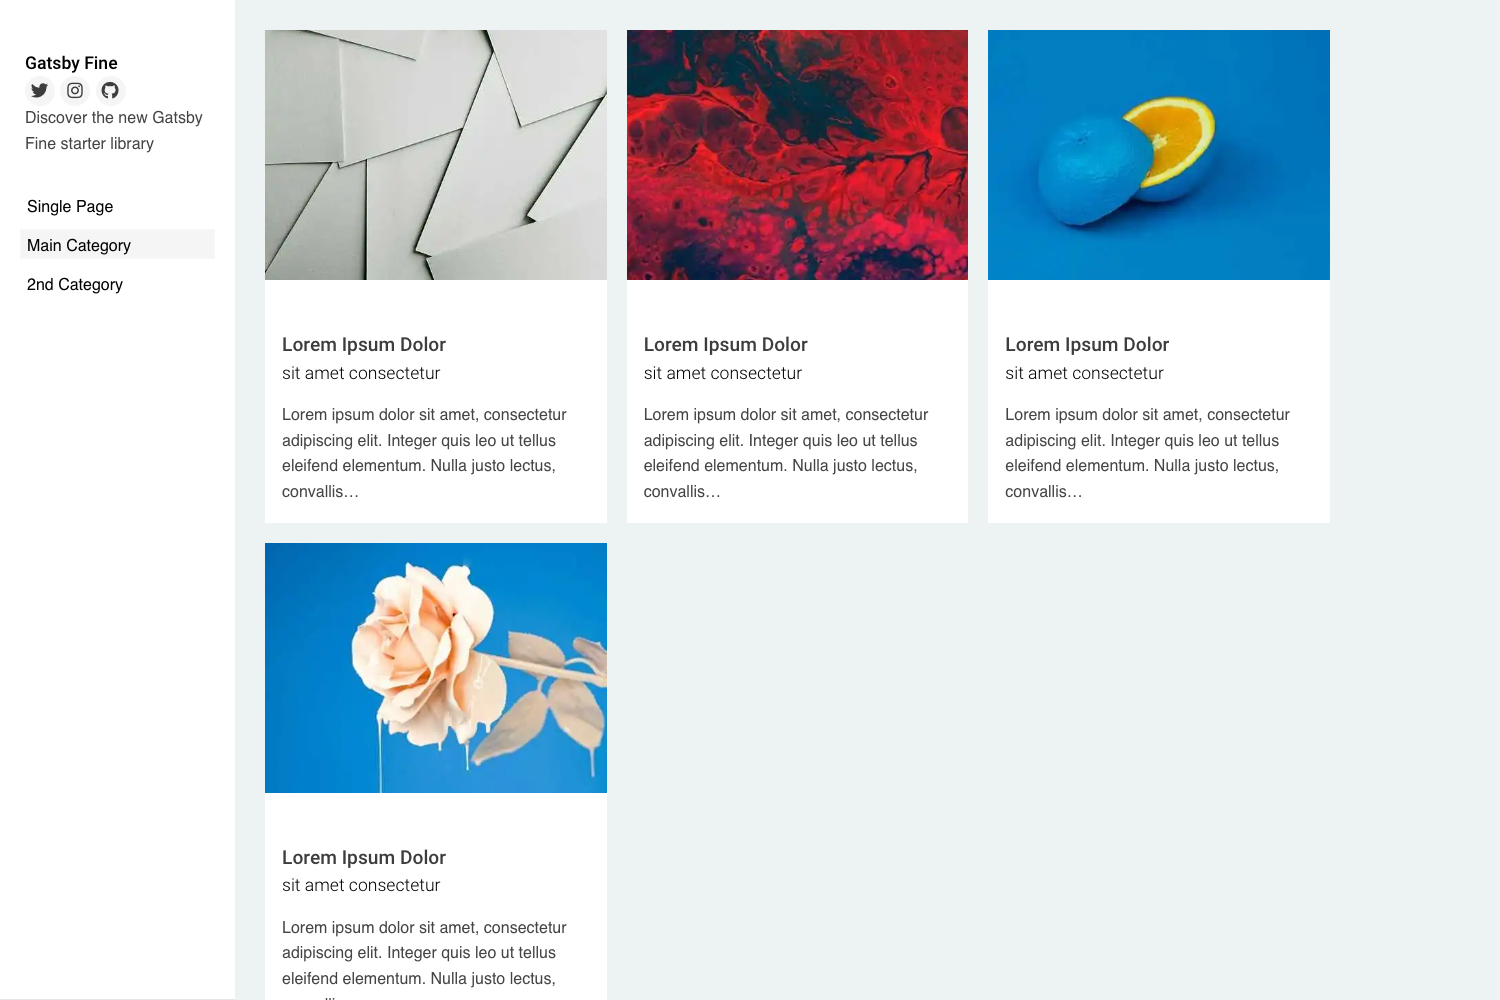 Gatsby Fine
Discover the new Gatsby
Fine starter library
Single Page
Main Category
2nd Category
Lorem Ipsum Dolor
sit amet consectetur
Lorem ipsum dolor sit amet, consectetur
adipiscing elit. Integer quis leo ut tellus
eleifend elementum. Nulla justo lectus,
convallis…
Lorem Ipsum Dolor
sit amet consectetur
Lorem ipsum dolor sit amet, consectetur
adipiscing elit. Integer quis leo ut tellus
eleifend elementum. Nulla justo lectus,
convallis…
Lorem Ipsum Dolor
sit amet consectetur
Lorem ipsum dolor sit amet, consectetur
adipiscing elit. Integer quis leo ut tellus
eleifend elementum. Nulla justo lectus,
convallis…
Lorem Ipsum Dolor
sit amet consectetur
Lorem ipsum dolor sit amet, consectetur
adipiscing elit. Integer quis leo ut tellus
eleifend elementum. Nulla justo lectus,